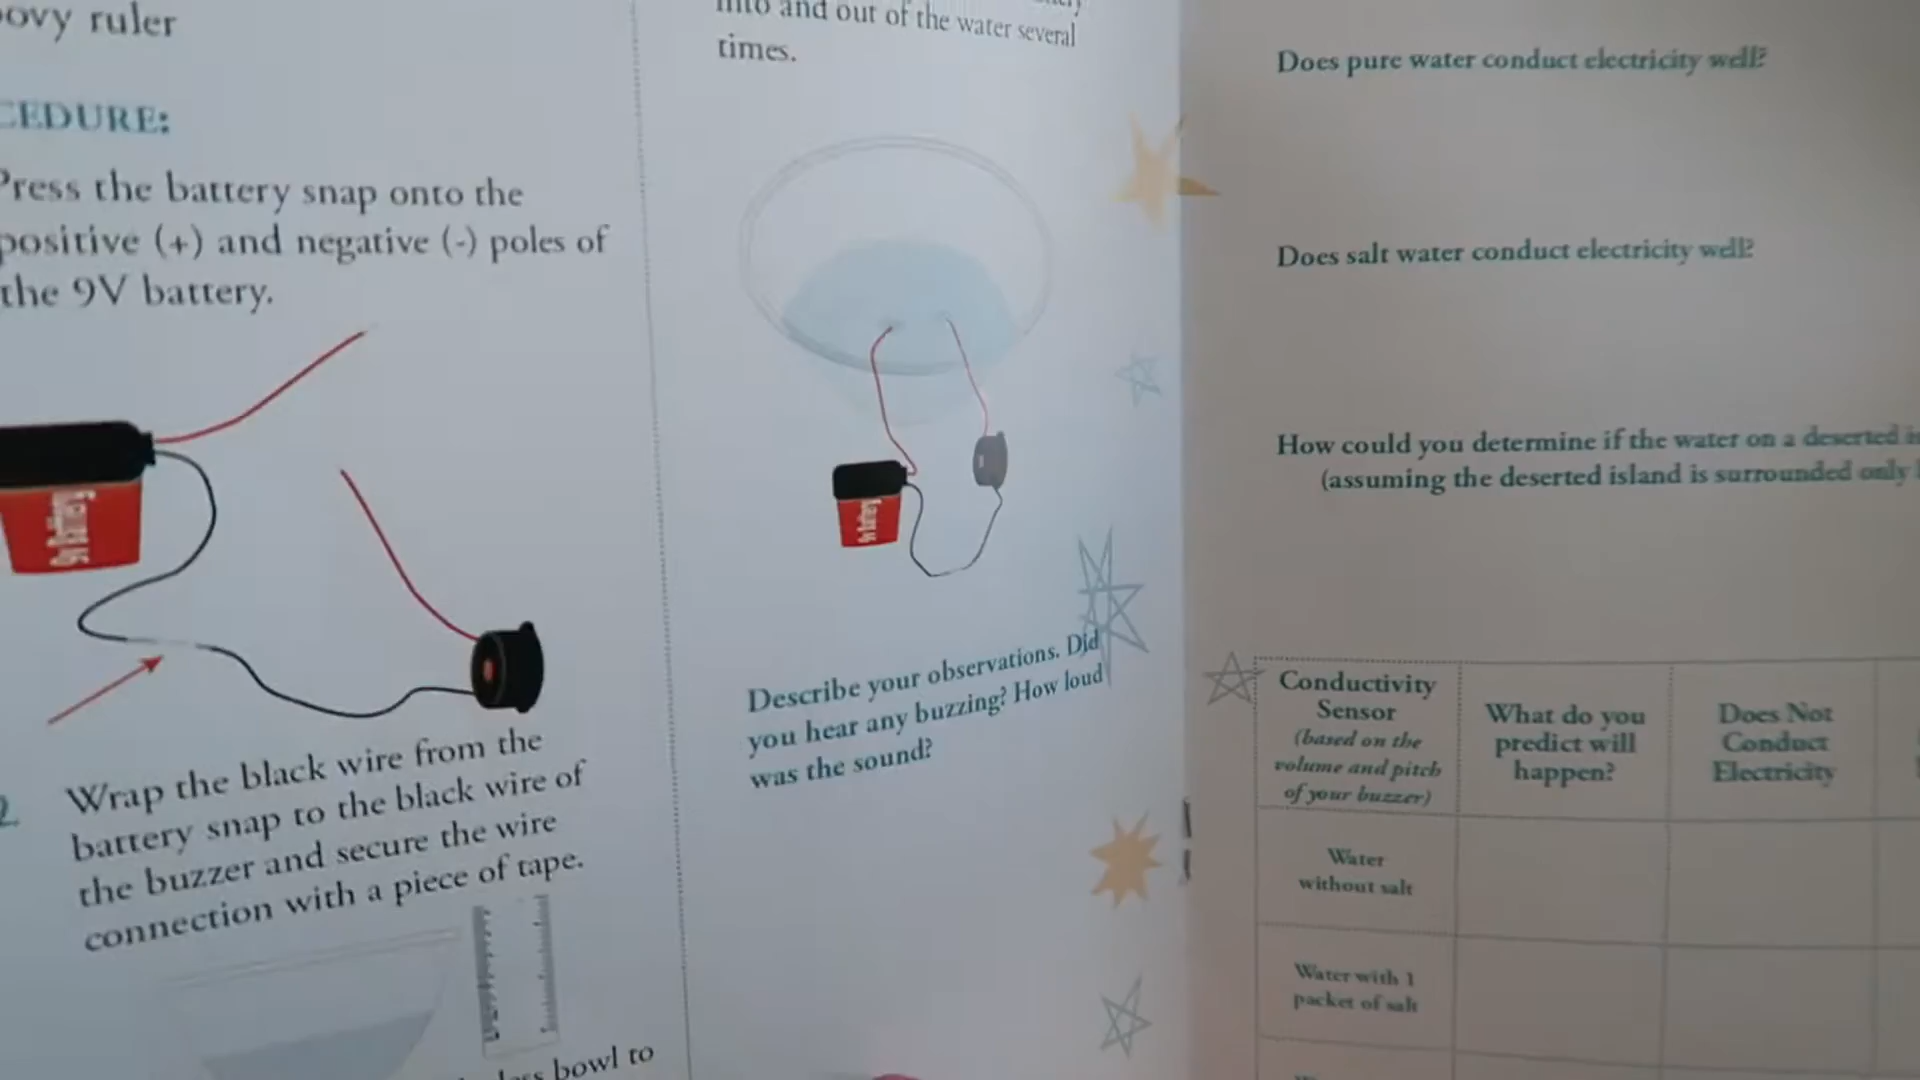 ovy ruler
CEDURE:
Press the battery snap onto the
positive (+) and negative (-) poles of
the 9V battery.
9v Battery
2. Wrap the black wire from the
battery snap to the black wire of
the buzzer and secure the wire
connection with a piece of tape.
bowl to
into and out of the water several
times.
9v Battery
Describe your observations. Did
you hear any buzzing? How loud
was the sound?
Does pure water conduct electricity well?
Does salt water conduct electricity well?
How could you determine if the water on a deserted is
(assuming the deserted island is surrounded only
Conductivity
Sensor
(based on the
volume and pitch
of your buzzer)
What do you
predict will
happen?
Does Not
Conduct
Electricity
Water
without salt
Water with 1
packet of salt